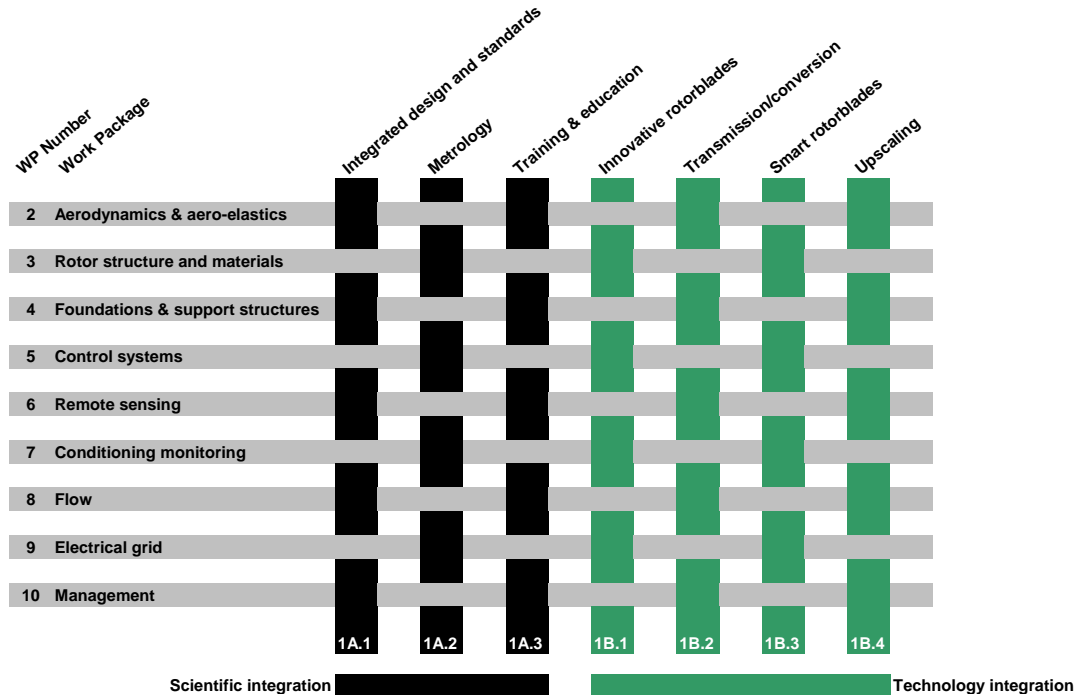 WP Number
Work Package
Integrated design and standards
Metrology
Training & education
Innovative rotorblades
Transmission/conversion
Smart rotorblades
Upscaling
2 Aerodynamics & aero-elastics
3 Rotor structure and materials
4 Foundations & support structures
5 Control systems
6 Remote sensing
7 Conditioning monitoring
8 Flow
9 Electrical grid
10 Management
1A.1 1A.2 1A.3 1B.1 1B.2 1B.3 1B.4
Scientific integration Technology integration